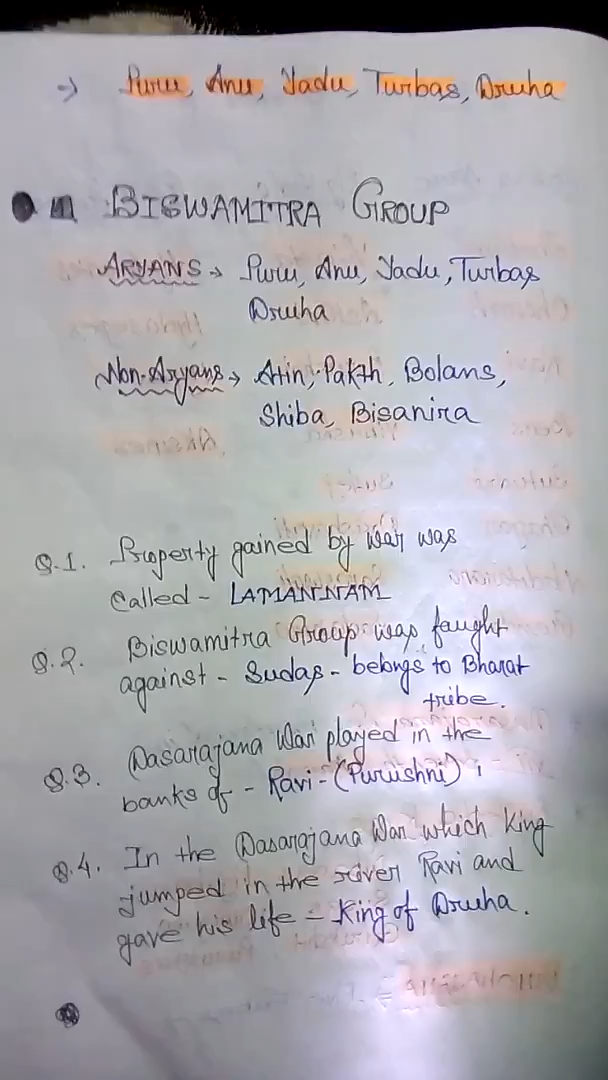 → Puru, Anu, Yadu, Turbas, Druha
BISWAMITRA GROUP
ARYANS → Puru, Anu, Yadu, Turbas
Druha
Non-Aryans → Atin, Pakth, Bolans,
Shiba, Bisanira
Q.1. Property gained by war was
called - LAMANNAM
Q.2. Biswamitra Group was faught
against - Sudas - belongs to Bharat
tribe.
Q.3. Dasarajana War played in the
banks of - Ravi - (Purushni)
Q.4. In the Dasarajana War which King
jumped in the river Ravi and
gave his life - King of Druha.